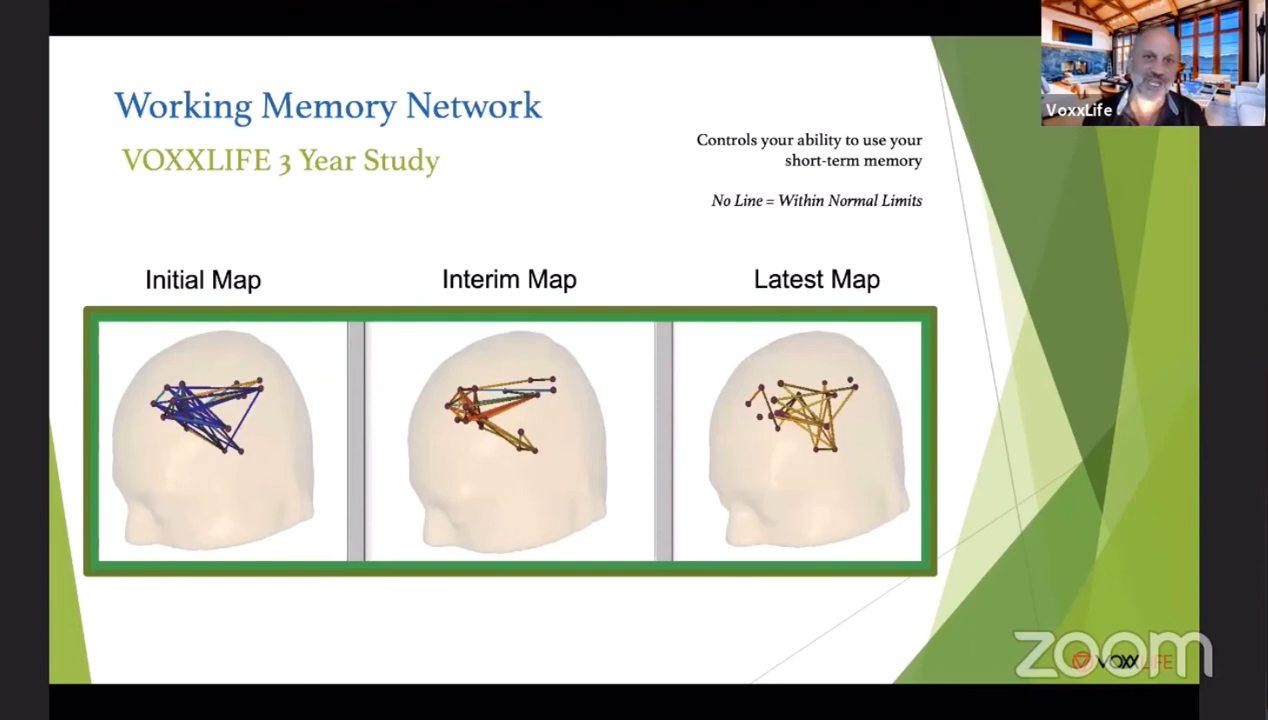 Working Memory Network
VOXXLIFE 3 Year Study
Controls your ability to use your
short-term memory
No Line = Within Normal Limits
VoxxLife
Initial Map
Interim Map
Latest Map
zoom
VOXXLIFE